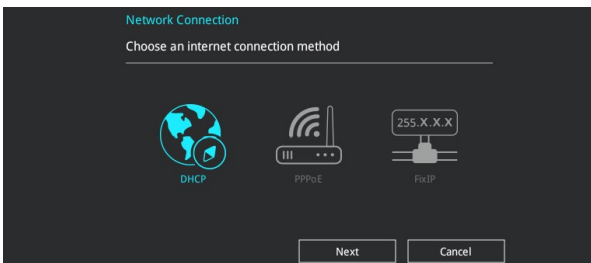 Network Connection
Choose an internet connection method
255.X.X.X
DHCP PPPoE FixIP
Next Cancel